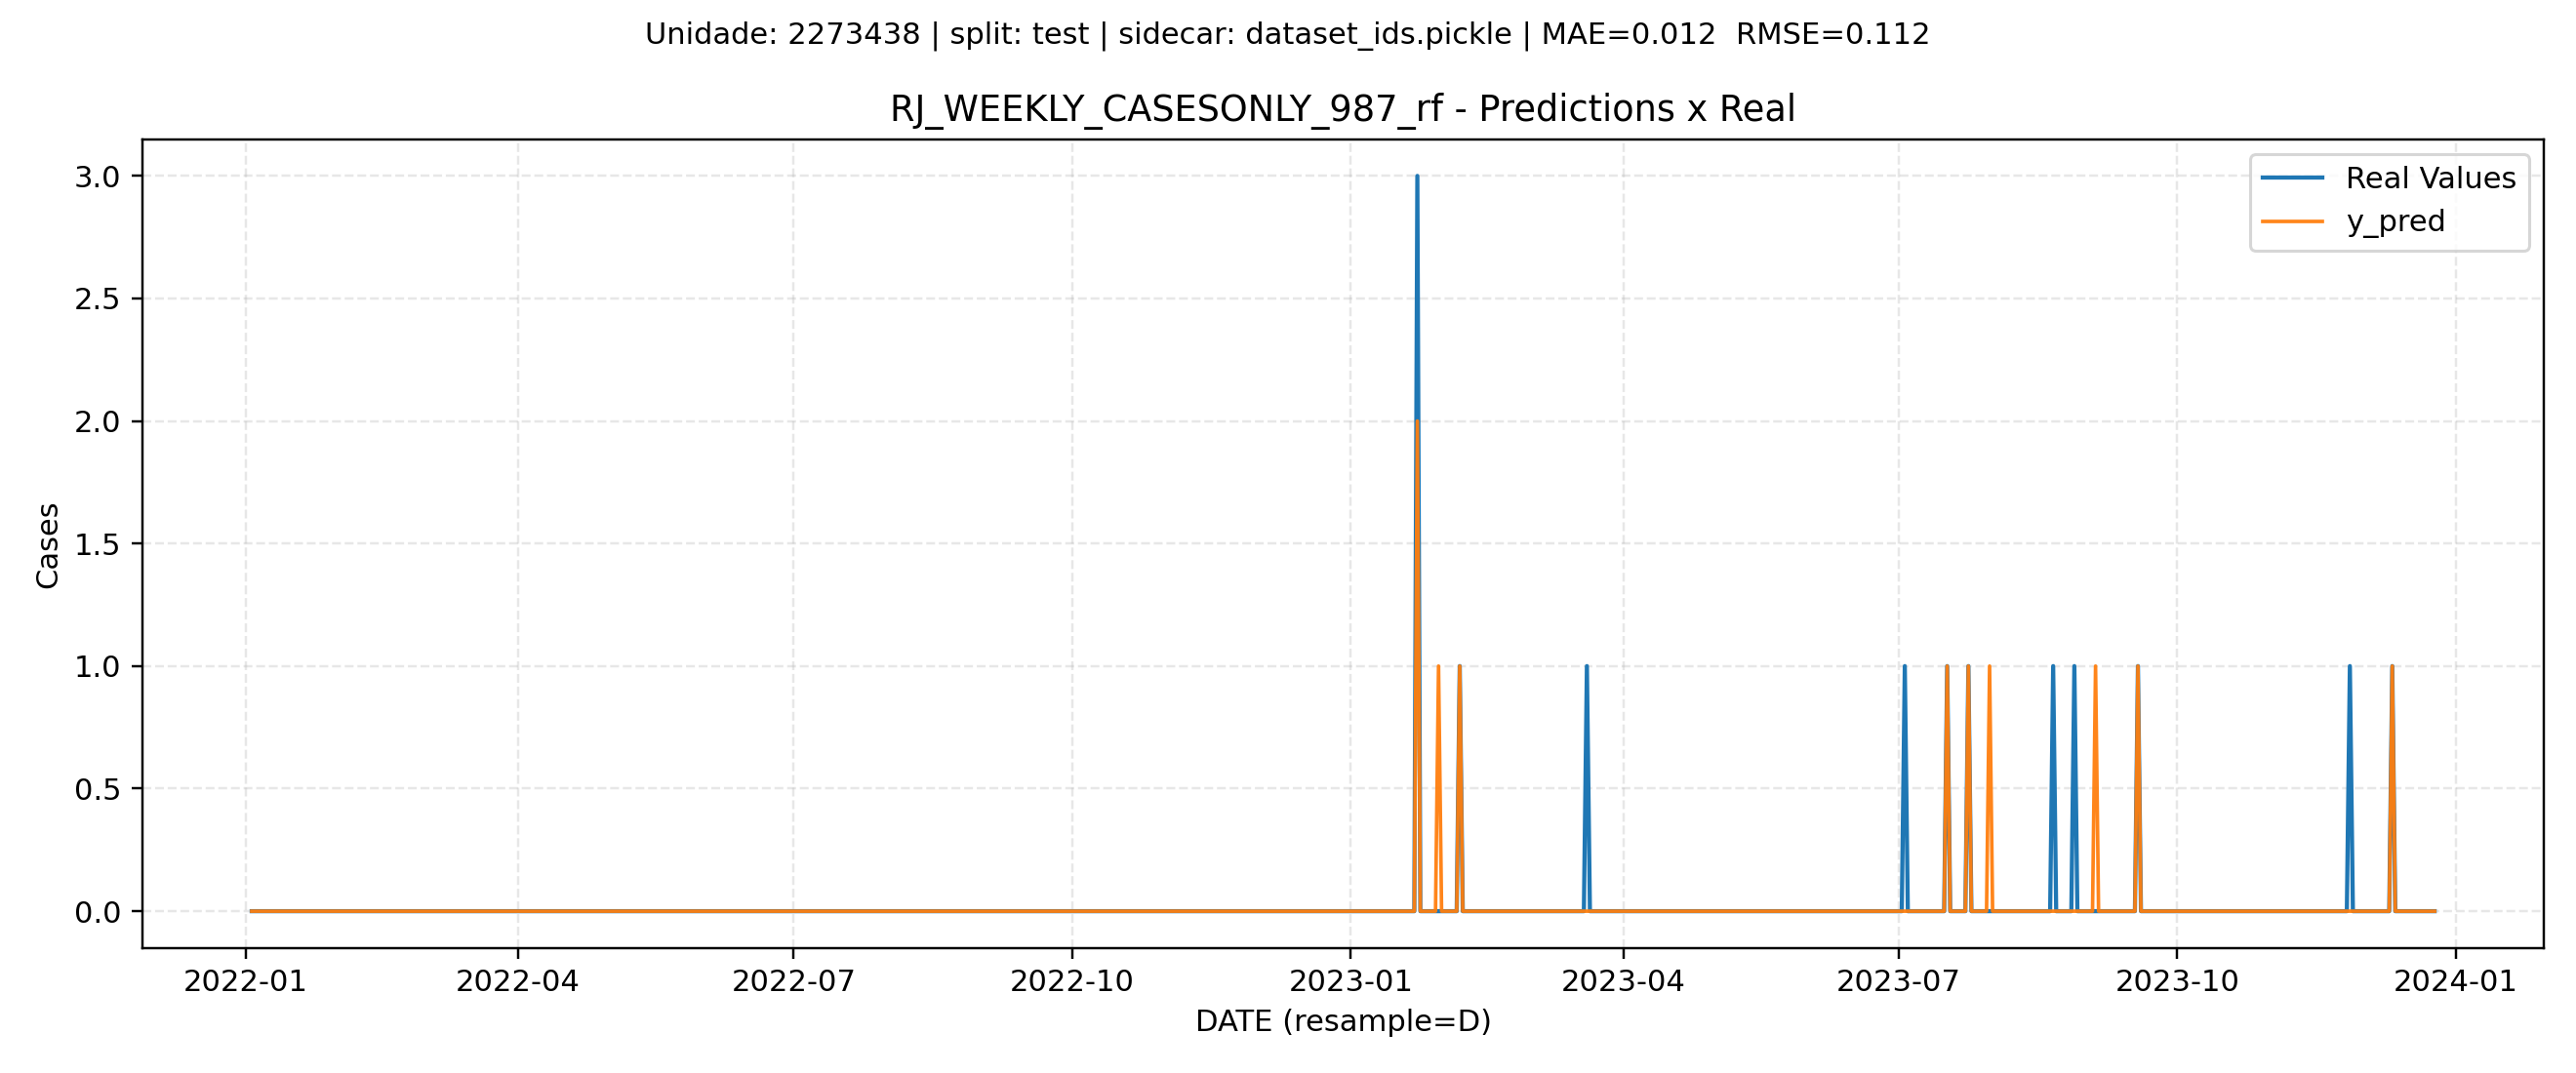 Unidade: 2273438 | split: test | sidecar: dataset_ids.pickle | MAE=0.012  RMSE=0.112
RJ_WEEKLY_CASESONLY_987_rf - Predictions x Real
Real Values
y_pred
Cases
3.0
2.5
2.0
1.5
1.0
0.5
0.0
2022-01
2022-04
2022-07
2022-10
2023-01
2023-04
2023-07
2023-10
2024-01
DATE (resample=D)